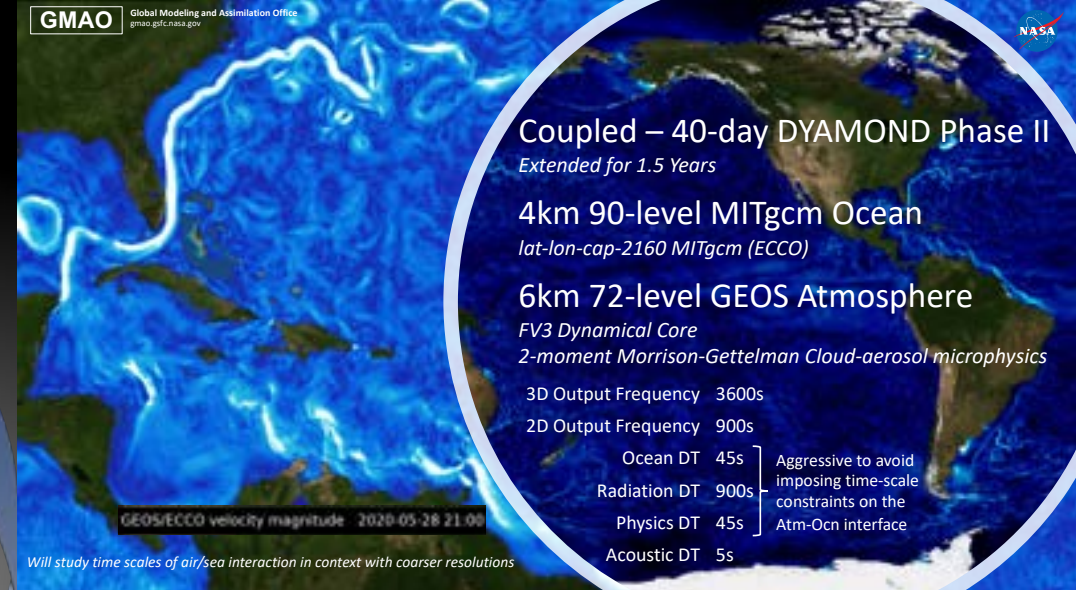 GMAO
Global Modeling and Assimilation Office
gmao.gsfc.nasa.gov
NASA
Coupled – 40-day DYAMOND Phase II
Extended for 1.5 Years
4km 90-level MITgcm Ocean
lat-lon-cap-2160 MITgcm (ECCO)
6km 72-level GEOS Atmosphere
FV3 Dynamical Core
2-moment Morrison-Gettelman Cloud-aerosol microphysics
3D Output Frequency 3600s
2D Output Frequency 900s
Ocean DT 45s
Radiation DT 900s
Physics DT 45s
Acoustic DT 5s
Aggressive to avoid
imposing time-scale
constraints on the
Atm-Ocn interface
GEOS/ECCO velocity magnitude 2020-05-28 21:00
Will study time scales of air/sea interaction in context with coarser resolutions